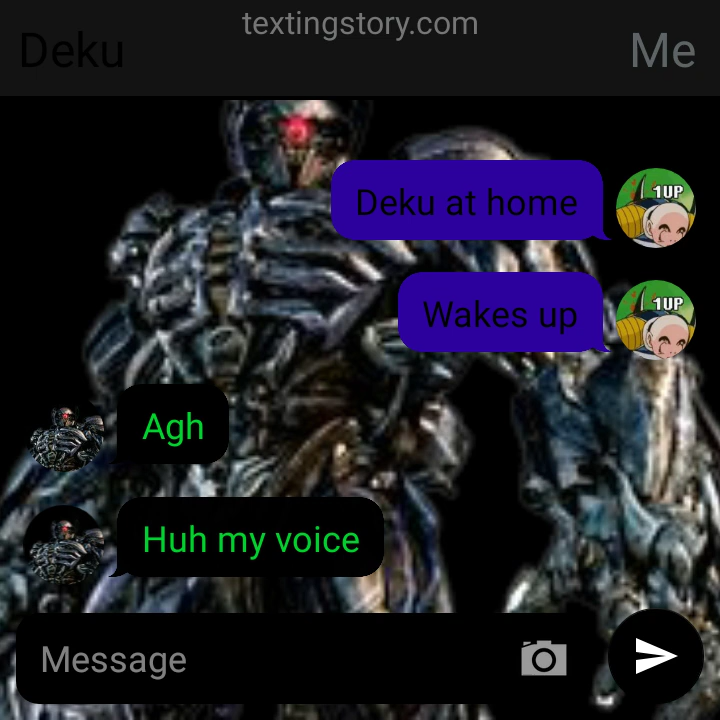 textingstory.com
Deku
Me
Deku at home
1UP
Wakes up
1UP
Agh
Huh my voice
Message